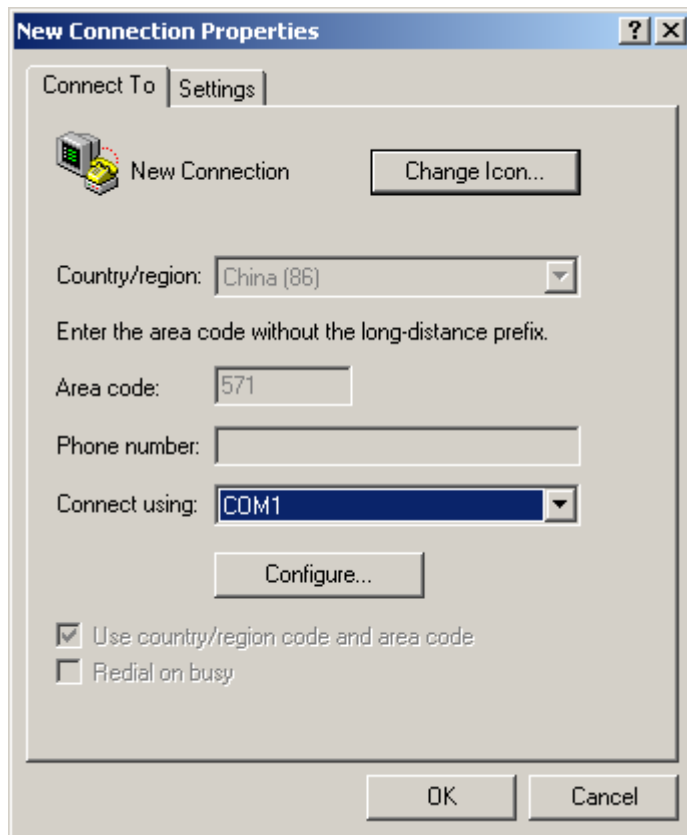 New Connection Properties
Connect To Settings
New Connection Change Icon...
Country/region: China (86)
Enter the area code without the long-distance prefix.
Area code: 571
Phone number:
Connect using: COM1
Configure...
Use country/region code and area code
Redial on busy
OK Cancel